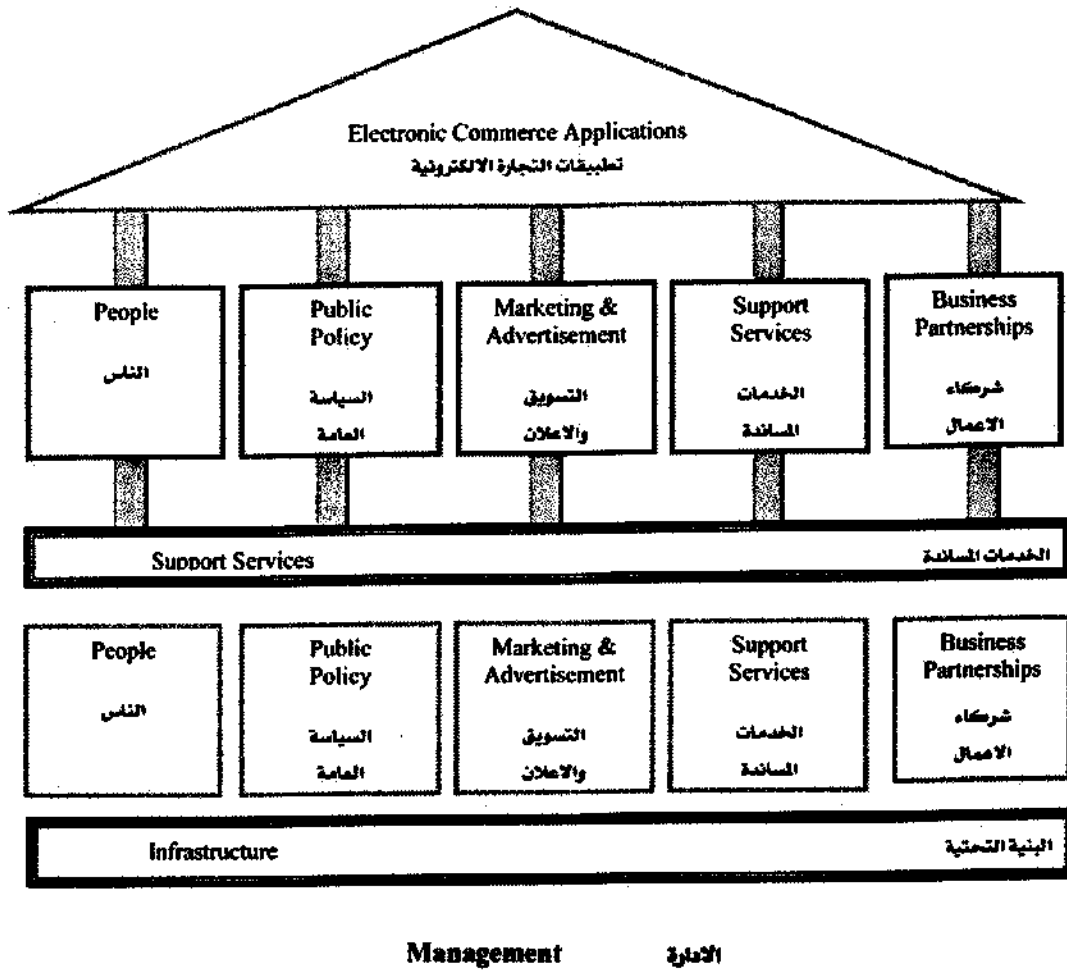 Electronic Commerce Applications
تطبيقات التجارة الالكترونية
People
الناس
Public
Policy
السياسة
العامة
Marketing &
Advertisement
التسويق
والاعلان
Support
Services
الخدمات
المساندة
Business
Partnerships
شركاء
الاعمال
Support Services الخدمات المساندة
People
الناس
Public
Policy
السياسة
العامة
Marketing &
Advertisement
التسويق
والاعلان
Support
Services
الخدمات
المساندة
Business
Partnerships
شركاء
الاعمال
Infrastructure البنية التحتية
Management الادارة